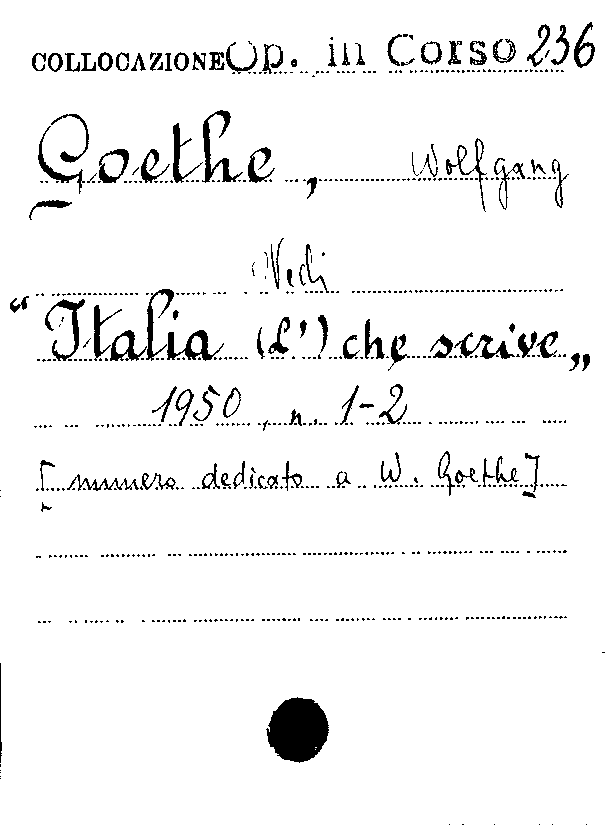 COLLOCAZIONE Op. in Corso 236
Goethe, Wolfgang
Vedi
“Italia (L') che scrive„
1950, n. 1-2
[numero dedicato a W. Goethe]